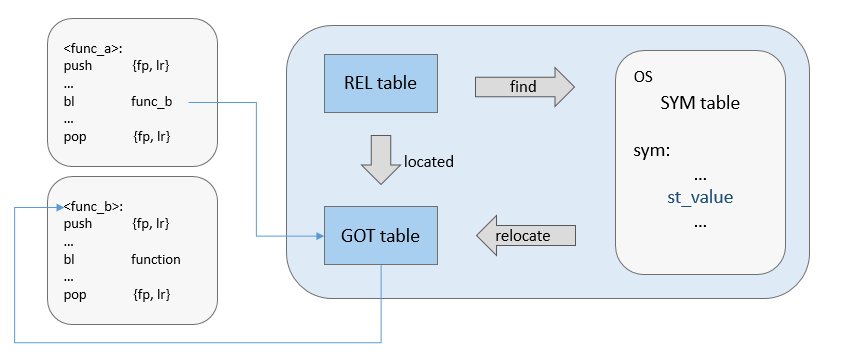 <func_a>:
push {fp, lr}
...
bl func_b
...
pop {fp, lr}
<func_b>:
push {fp, lr}
...
bl function
...
pop {fp, lr}
REL table
find
located
GOT table
relocate
OS
SYM table
sym:
...
st_value
...